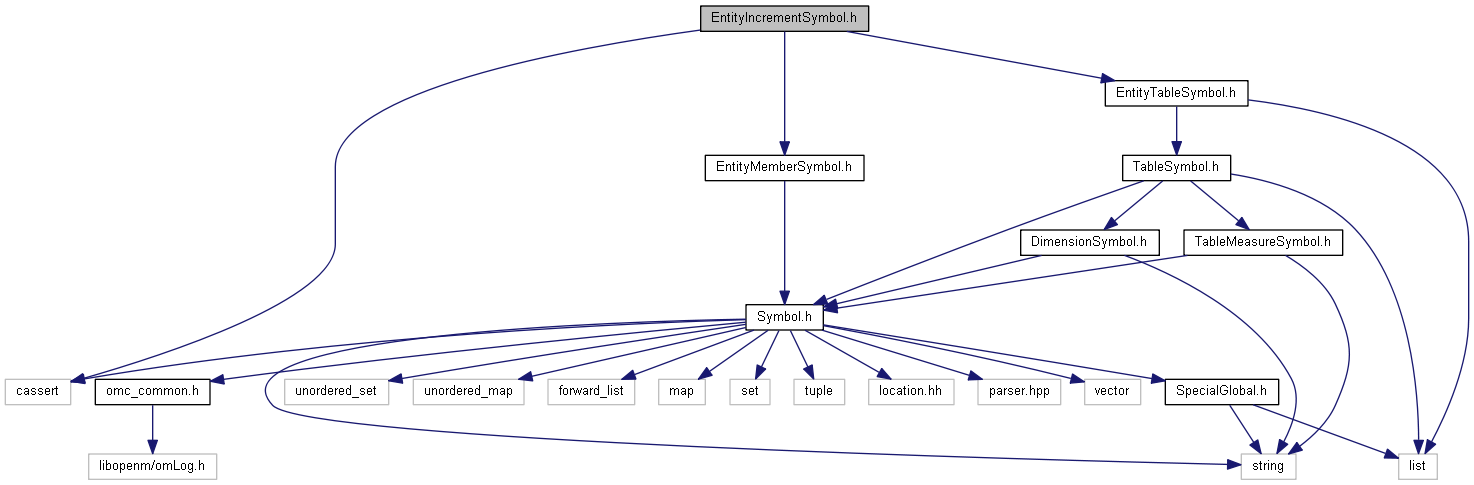 EntityIncrementSymbol.h
EntityTableSymbol.h
EntityMemberSymbol.h
TableSymbol.h
DimensionSymbol.h
TableMeasureSymbol.h
Symbol.h
cassert
omc_common.h
unordered_set
unordered_map
forward_list
map
set
tuple
location.hh
parser.hpp
vector
SpecialGlobal.h
libopenm/omLog.h
string
list